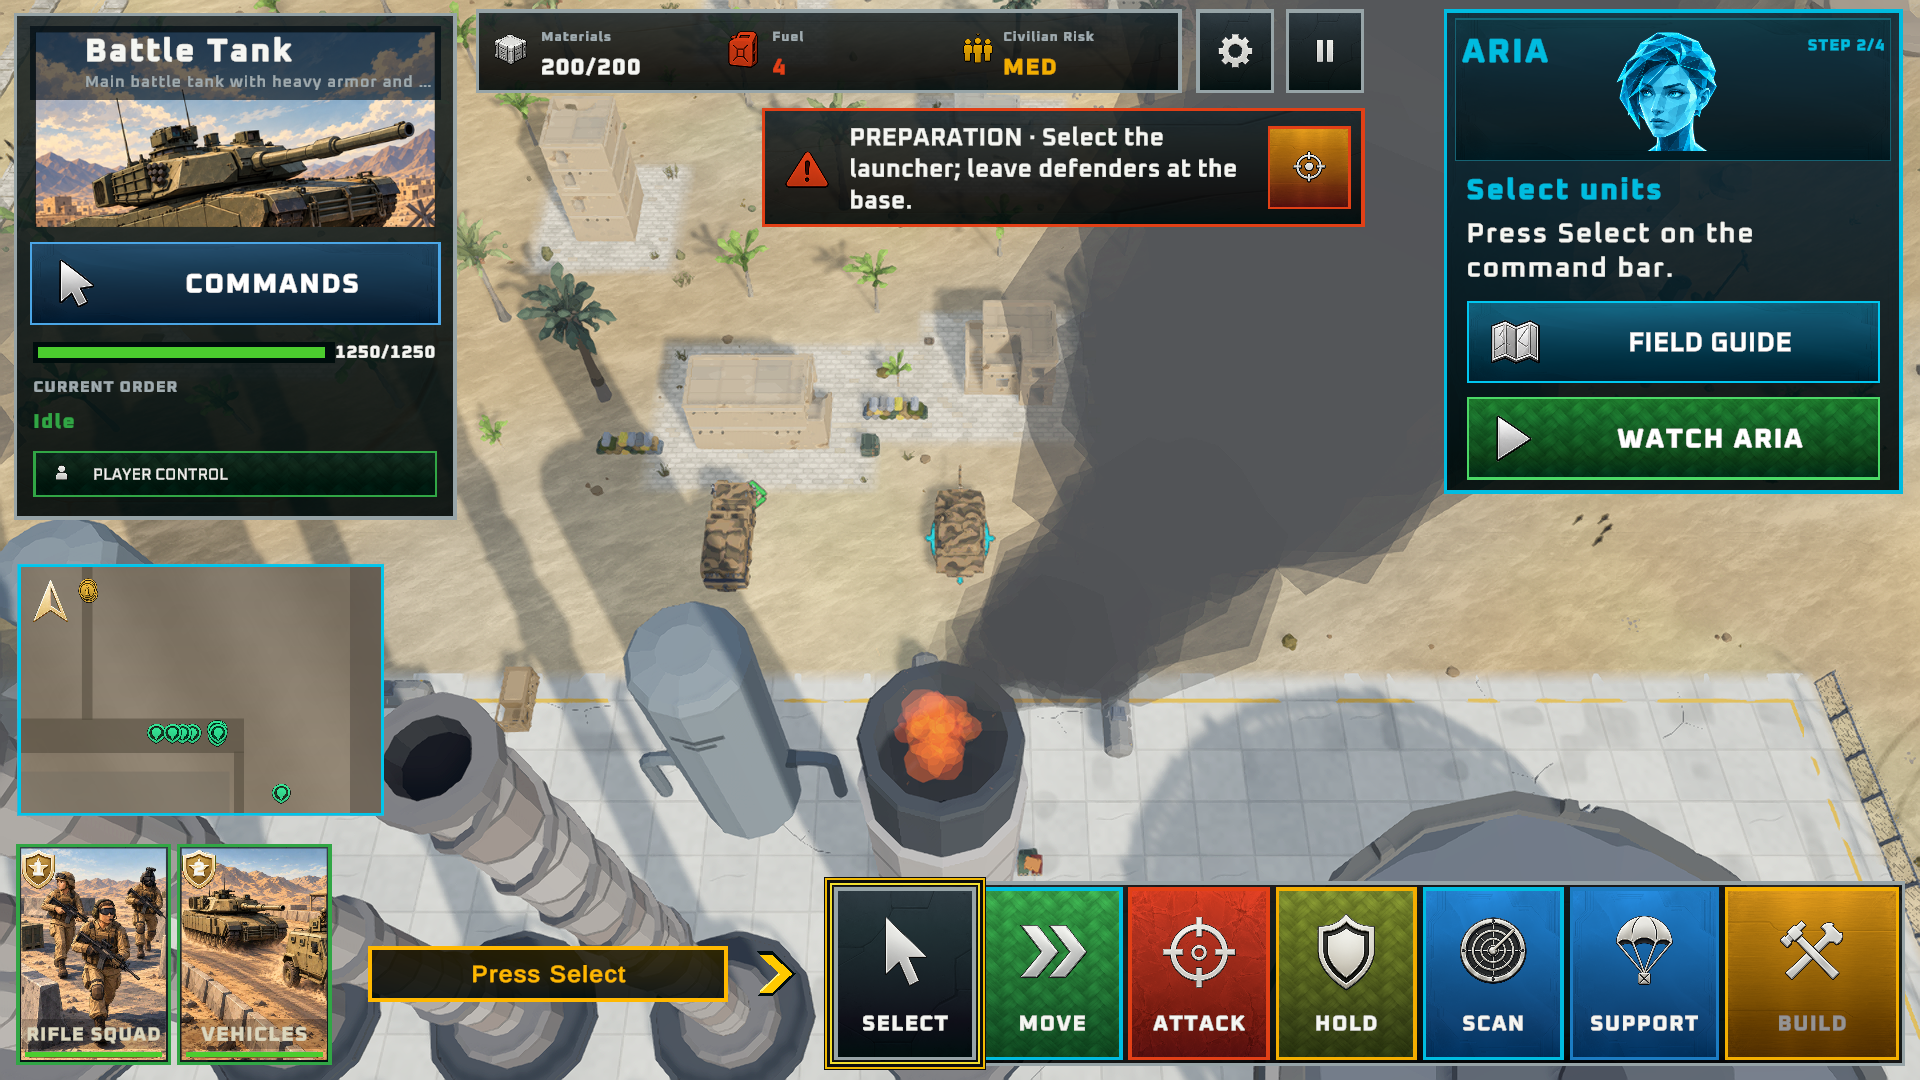 Battle Tank
Main battle tank with heavy armor and ...
COMMANDS
1250/1250
CURRENT ORDER
Idle
PLAYER CONTROL
Materials
200/200
Fuel
4
Civilian Risk
MED
PREPARATION · Select the
launcher; leave defenders at the
base.
ARIA
STEP 2/4
Select units
Press Select on the
command bar.
FIELD GUIDE
WATCH ARIA
RIFLE SQUAD
VEHICLES
Press Select
SELECT
MOVE
ATTACK
HOLD
SCAN
SUPPORT
BUILD